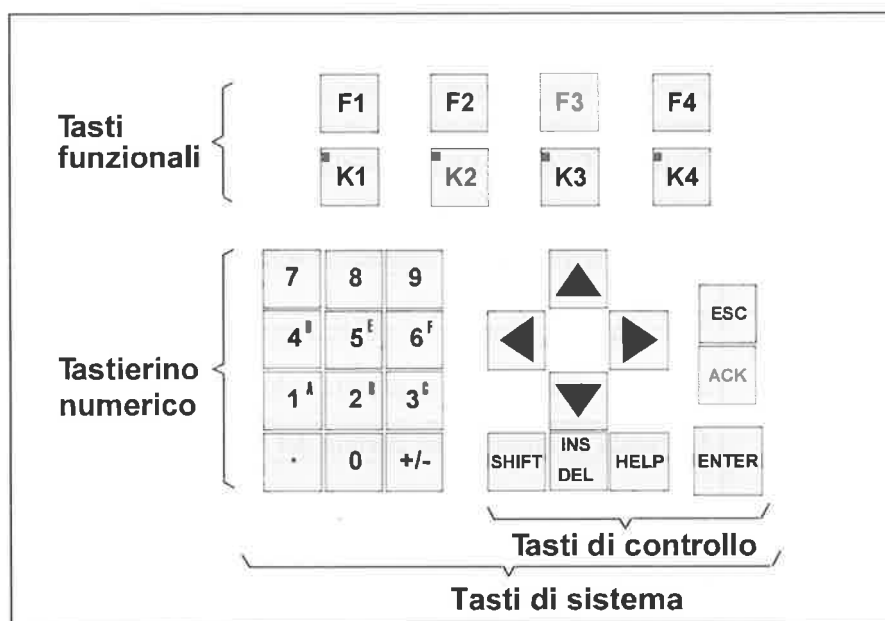 F1 F2 F3 F4
Tasti
funzionali
K1 K2 K3 K4
7 8 9
ESC
4 D 5 E 6 F
ACK
Tastierino
numerico
1 A 2 B 3 C
INS
SHIFT HELP ENTER
DEL
. 0 +/-
Tasti di controllo
Tasti di sistema